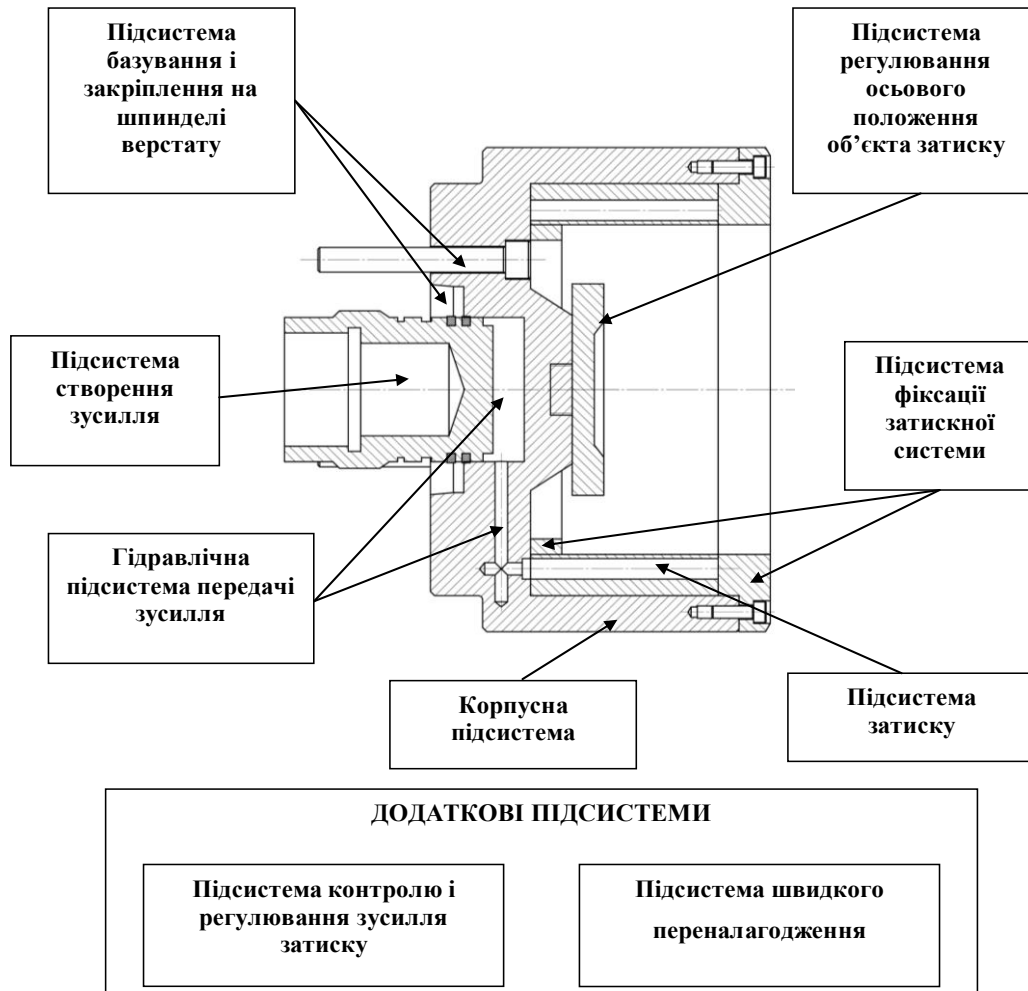 Підсистема
базування і
закріплення на
шпинделі
верстату
Підсистема
регулювання
осьового
положення
об’єкта затиску
Підсистема
створення
зусилля
Підсистема
фіксації
затискної
системи
Гідравлічна
підсистема передачі
зусилля
Корпусна
підсистема
Підсистема
затиску
ДОДАТКОВІ ПІДСИСТЕМИ
Підсистема контролю і
регулювання зусилля
затиску
Підсистема швидкого
переналагодження